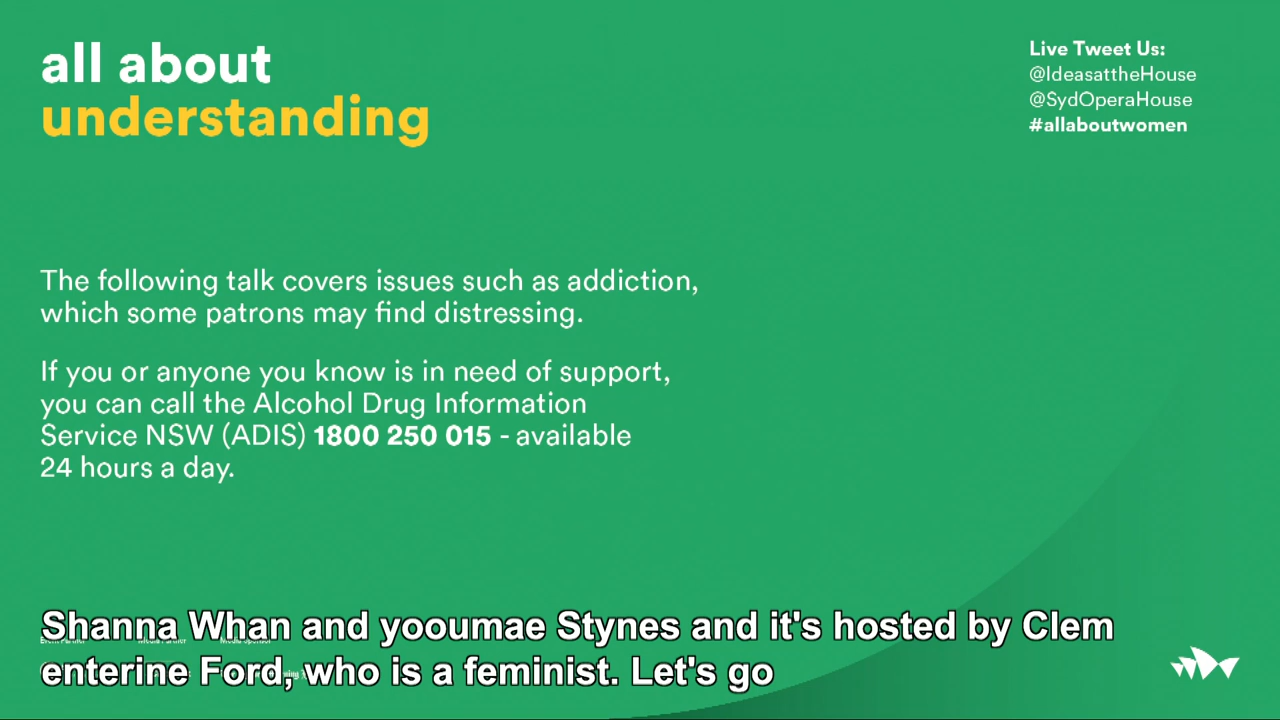 all about
understanding
Live Tweet Us:
@IdeasattheHouse
@SydOperaHouse
#allaboutwomen
The following talk covers issues such as addiction,
which some patrons may find distressing.
If you or anyone you know is in need of support,
you can call the Alcohol Drug Information
Service NSW (ADIS) 1800 250 015 - available
24 hours a day.
Shanna Whan and yooumae Stynes and it's hosted by Clem
enterine Ford, who is a feminist. Let's go